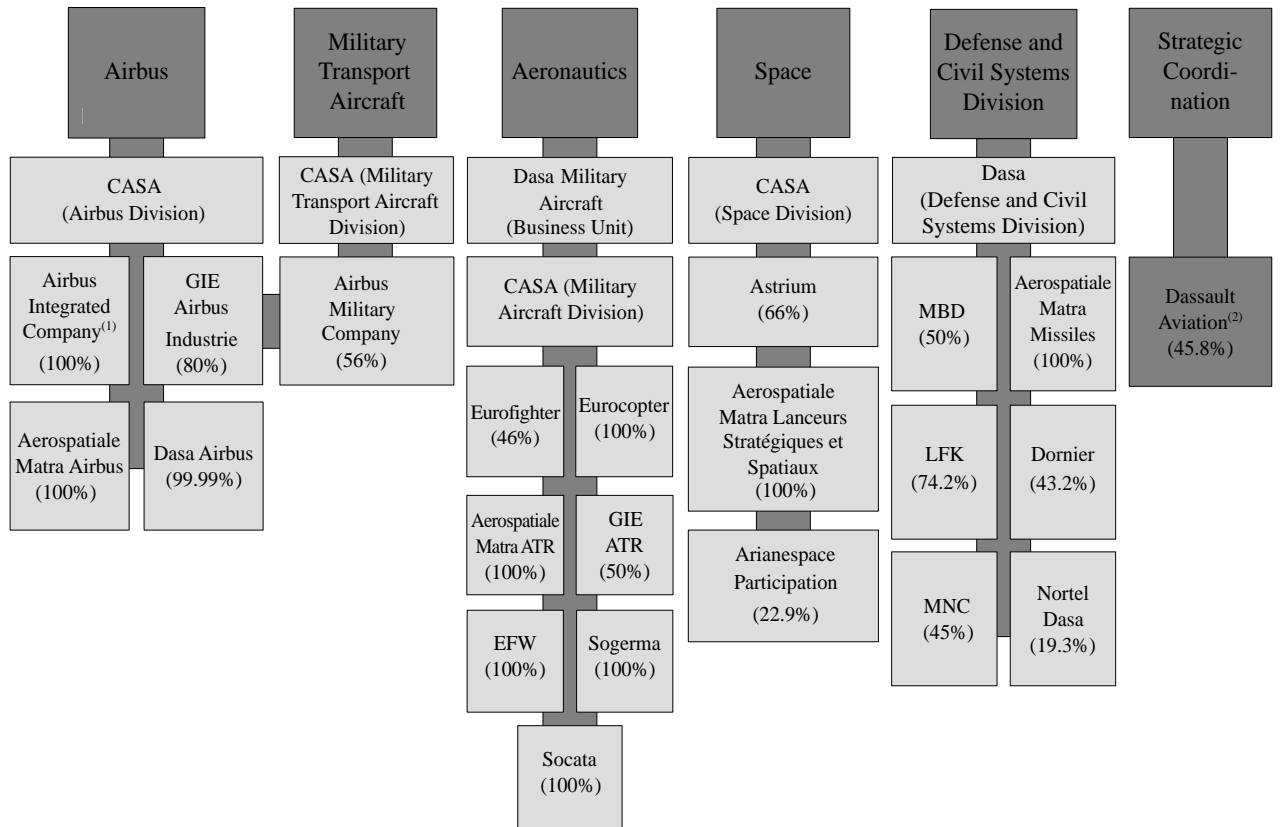 Airbus
Military
Transport
Aircraft
Aeronautics
Space
Defense and
Civil Systems
Division
Strategic
Coordi-
nation
CASA
(Airbus Division)
CASA (Military
Transport Aircraft
Division)
Dasa Military
Aircraft
(Business Unit)
CASA
(Space Division)
Dasa
(Defense and Civil
Systems Division)
Airbus
Integrated
Company(1)
(100%)
GIE
Airbus
Industrie
(80%)
Airbus
Military
Company
(56%)
CASA (Military
Aircraft Division)
Astrium
(66%)
MBD
(50%)
Aerospatiale
Matra
Missiles
(100%)
Dassault
Aviation(2)
(45.8%)
Aerospatiale
Matra Airbus
(100%)
Dasa Airbus
(99.99%)
Eurofighter
(46%)
Eurocopter
(100%)
Aerospatiale
Matra Lanceurs
Stratégiques et
Spatiaux
(100%)
LFK
(74.2%)
Dornier
(43.2%)
Aerospatiale
Matra ATR
(100%)
GIE
ATR
(50%)
Arianespace
Participation
(22.9%)
EFW
(100%)
Sogerma
(100%)
MNC
(45%)
Nortel
Dasa
(19.3%)
Socata
(100%)